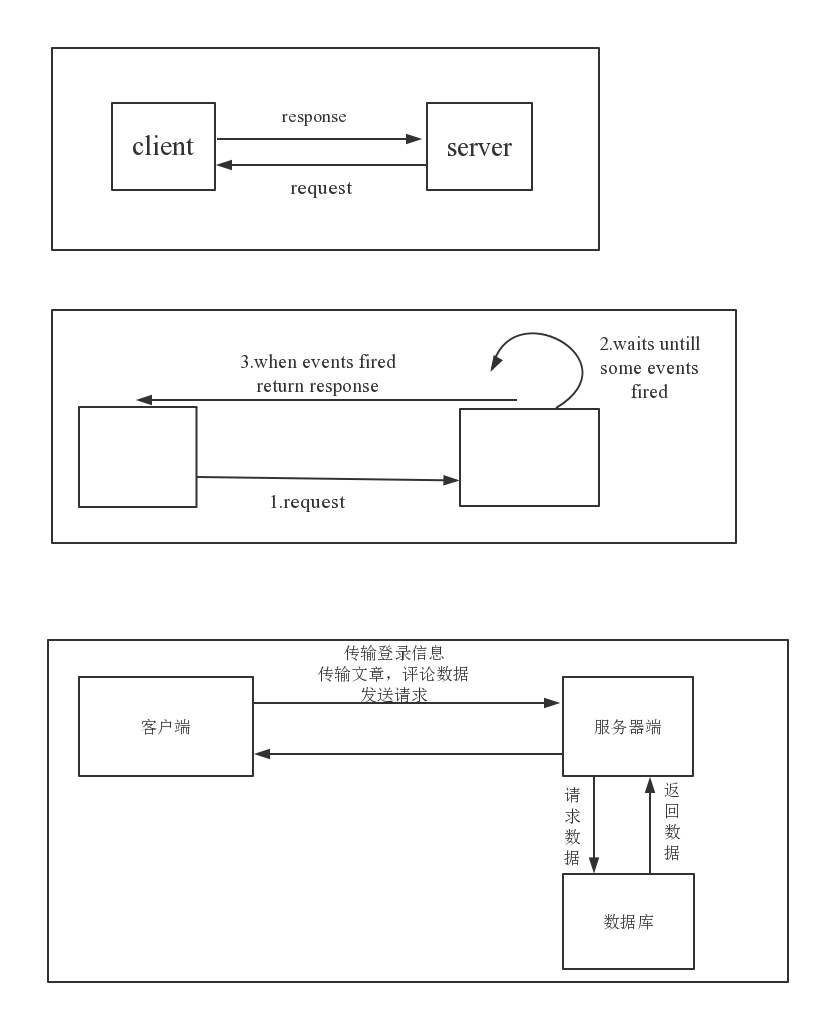 response
client
server
request
3.when events fired
return response
2.waits untill
some events
fired
1.request
传输登录信息
传输文章，评论数据
发送请求
客户端
服务器端
请求数据
返回数据
数据库